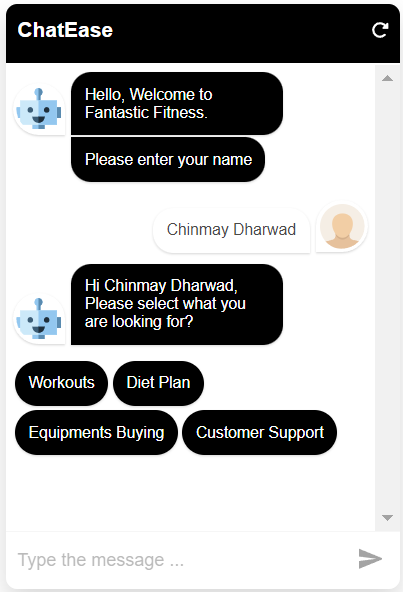 ChatEase
Hello, Welcome to
Fantastic Fitness.
Please enter your name
Chinmay Dharwad
Hi Chinmay Dharwad,
Please select what you
are looking for?
Workouts
Diet Plan
Equipments Buying
Customer Support
Type the message ...